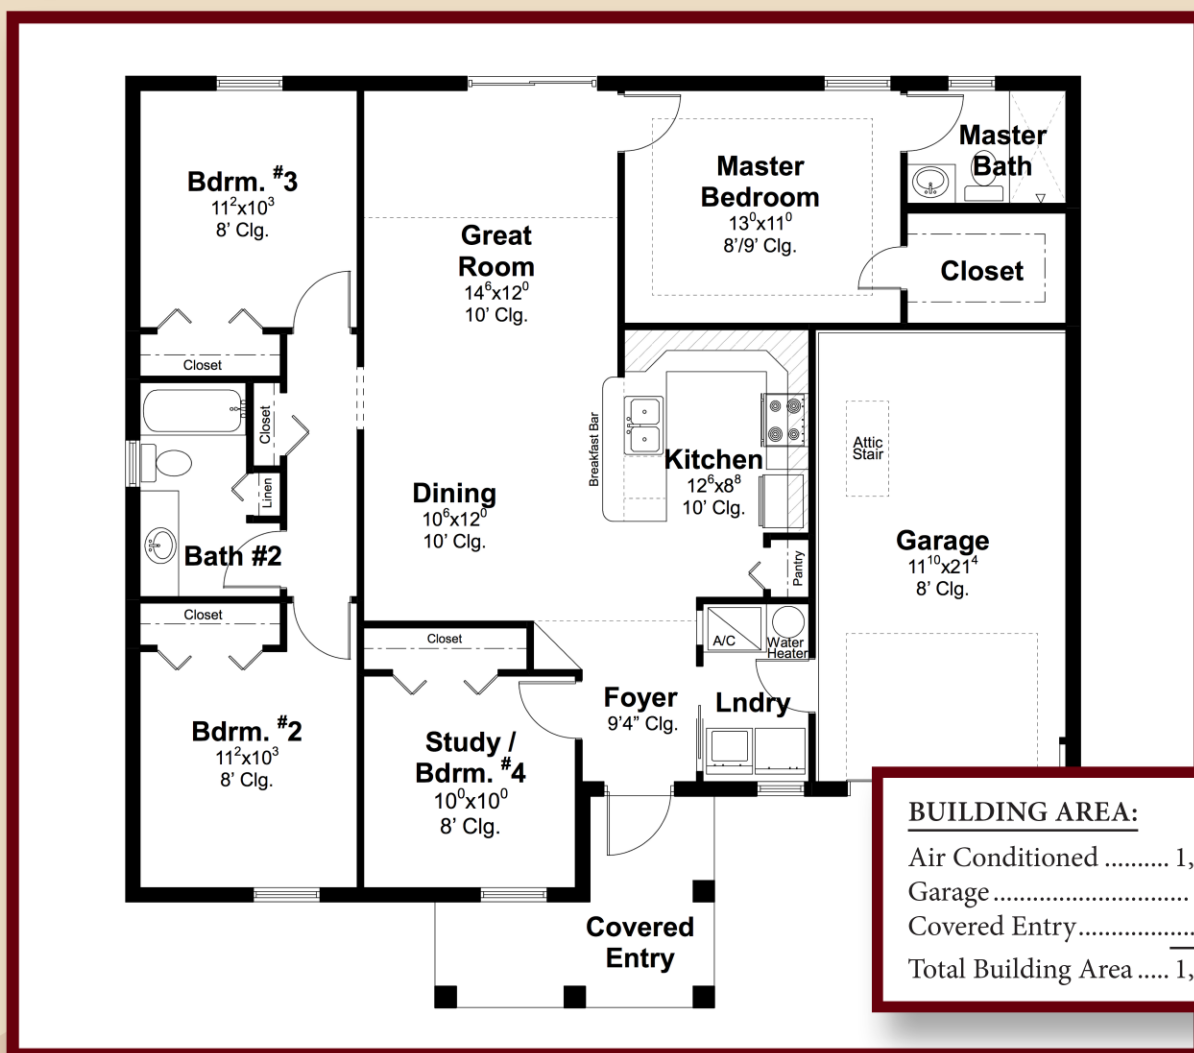 Bdrm. #3
11²x10³
8’ Clg.
Closet
Great
Room
14⁶x12⁰
10’ Clg.
Master
Bedroom
13⁰x11⁰
8’/9’ Clg.
Master
Bath
Closet
Closet
Linen
Bath #2
Breakfast Bar
Kitchen
12⁶x8⁸
10’ Clg.
Dining
10⁶x12⁰
10’ Clg.
Pantry
Attic
Stair
Garage
11¹⁰x21⁴
8’ Clg.
Closet
Bdrm. #2
11²x10³
8’ Clg.
Closet
Study /
Bdrm. #4
10⁰x10⁰
8’ Clg.
Foyer
9’4” Clg.
A/C
Water
Heater
Lndry
Covered
Entry
BUILDING AREA:
Air Conditioned .......... 1,
Garage..............................
Covered Entry..................
Total Building Area ..... 1,